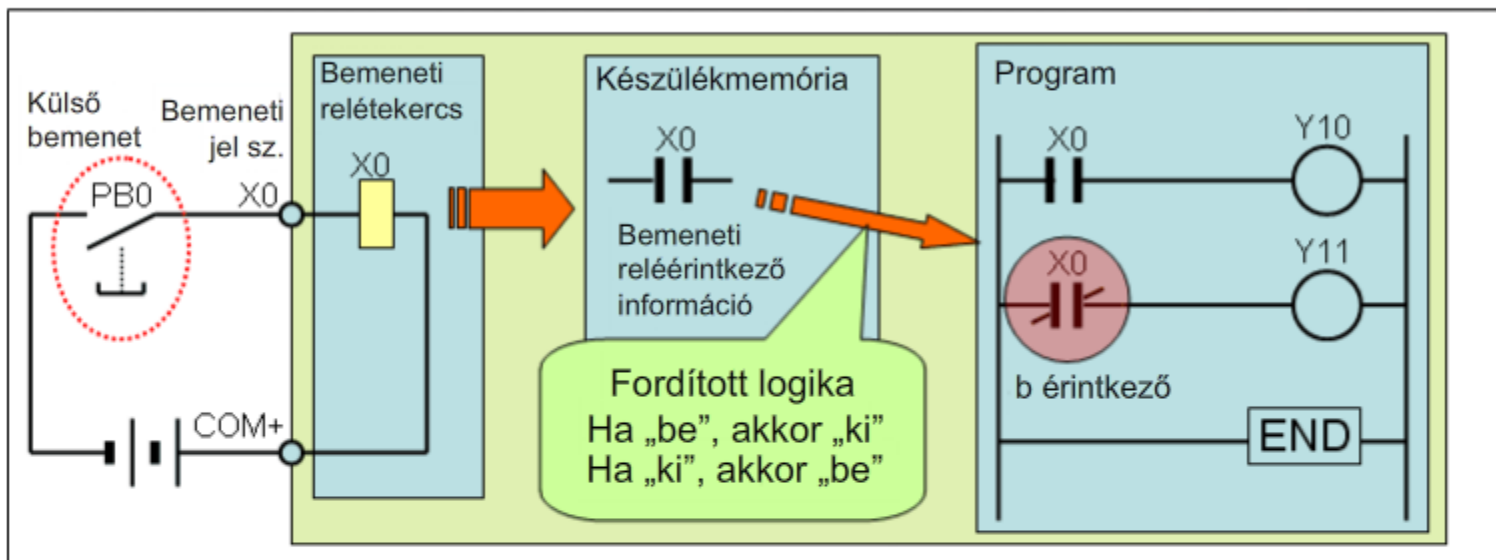 Külső
bemenet
PB0
Bemeneti
jel sz.
X0
COM+
Bemeneti
relétekercs
X0
Készülékmemória
X0
Bemeneti
reléérintkező
információ
Fordított logika
Ha „be”, akkor „ki”
Ha „ki”, akkor „be”
Program
X0
Y10
X0
Y11
b érintkező
END